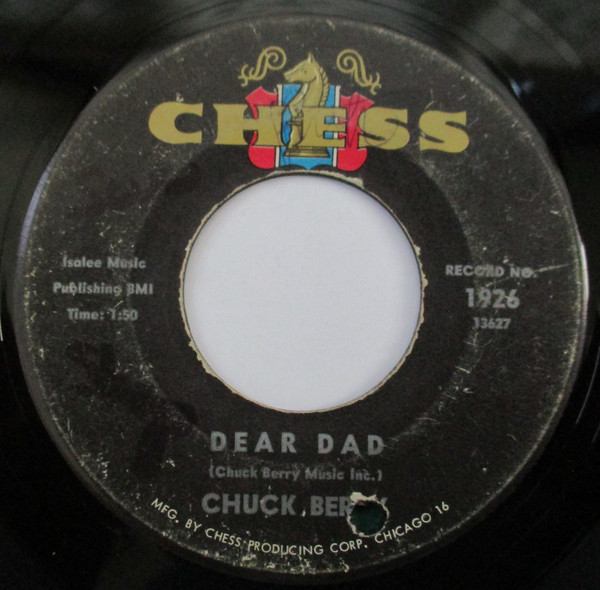 CHESS
Isalee Music
Publishing BMI
Time: 1:50
RECORD NO.
1926
13627
DEAR DAD
(Chuck Berry Music Inc.)
CHUCK BERRY
MFG. BY CHESS PRODUCING CORP. CHICAGO 16